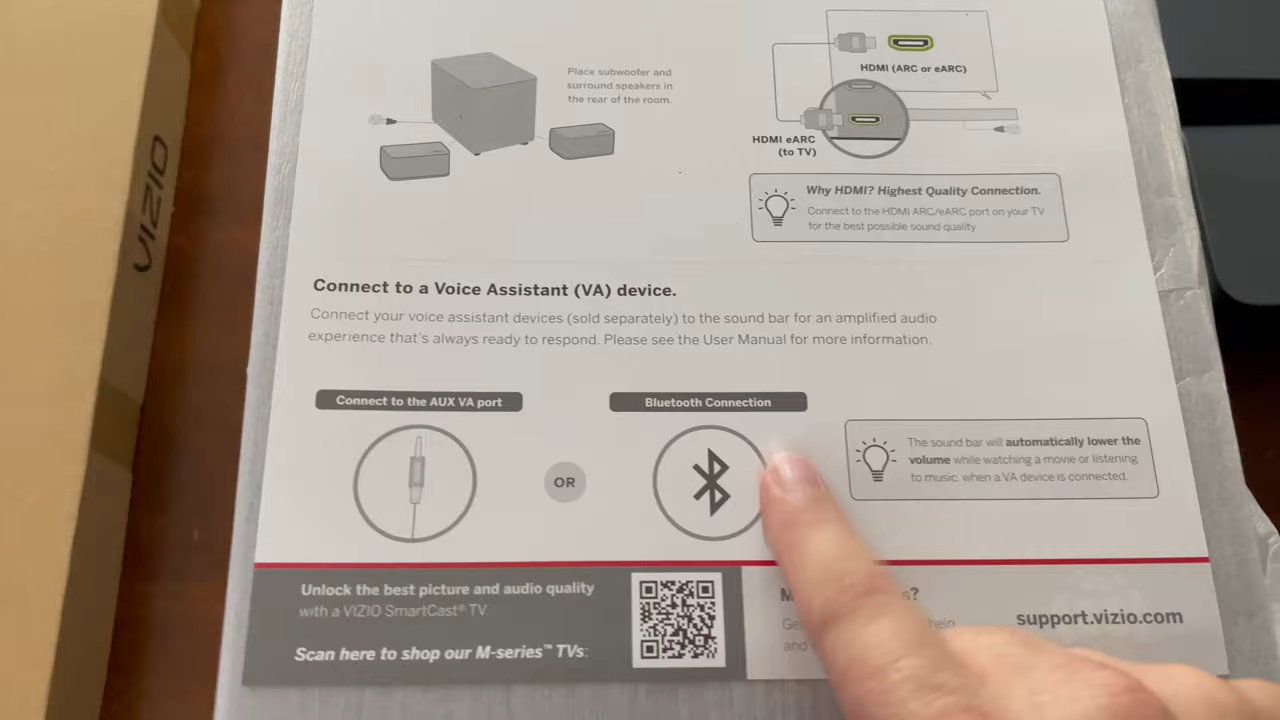 VIZIO
Place subwoofer and
surround speakers in
the rear of the room.
HDMI (ARC or eARC)
HDMI eARC
(to TV)
Why HDMI? Highest Quality Connection.
Connect to the HDMI ARC/eARC port on your TV
for the best possible sound quality
Connect to a Voice Assistant (VA) device.
Connect your voice assistant devices (sold separately) to the sound bar for an amplified audio
experience that's always ready to respond. Please see the User Manual for more information.
Connect to the AUX VA port
OR
Bluetooth Connection
The sound bar will automatically lower the
volume while watching a movie or listening
to music, when a VA device is connected.
Unlock the best picture and audio quality
with a VIZIO SmartCast® TV.
Scan here to shop our M-series™ TVs:
help
and
support.vizio.com